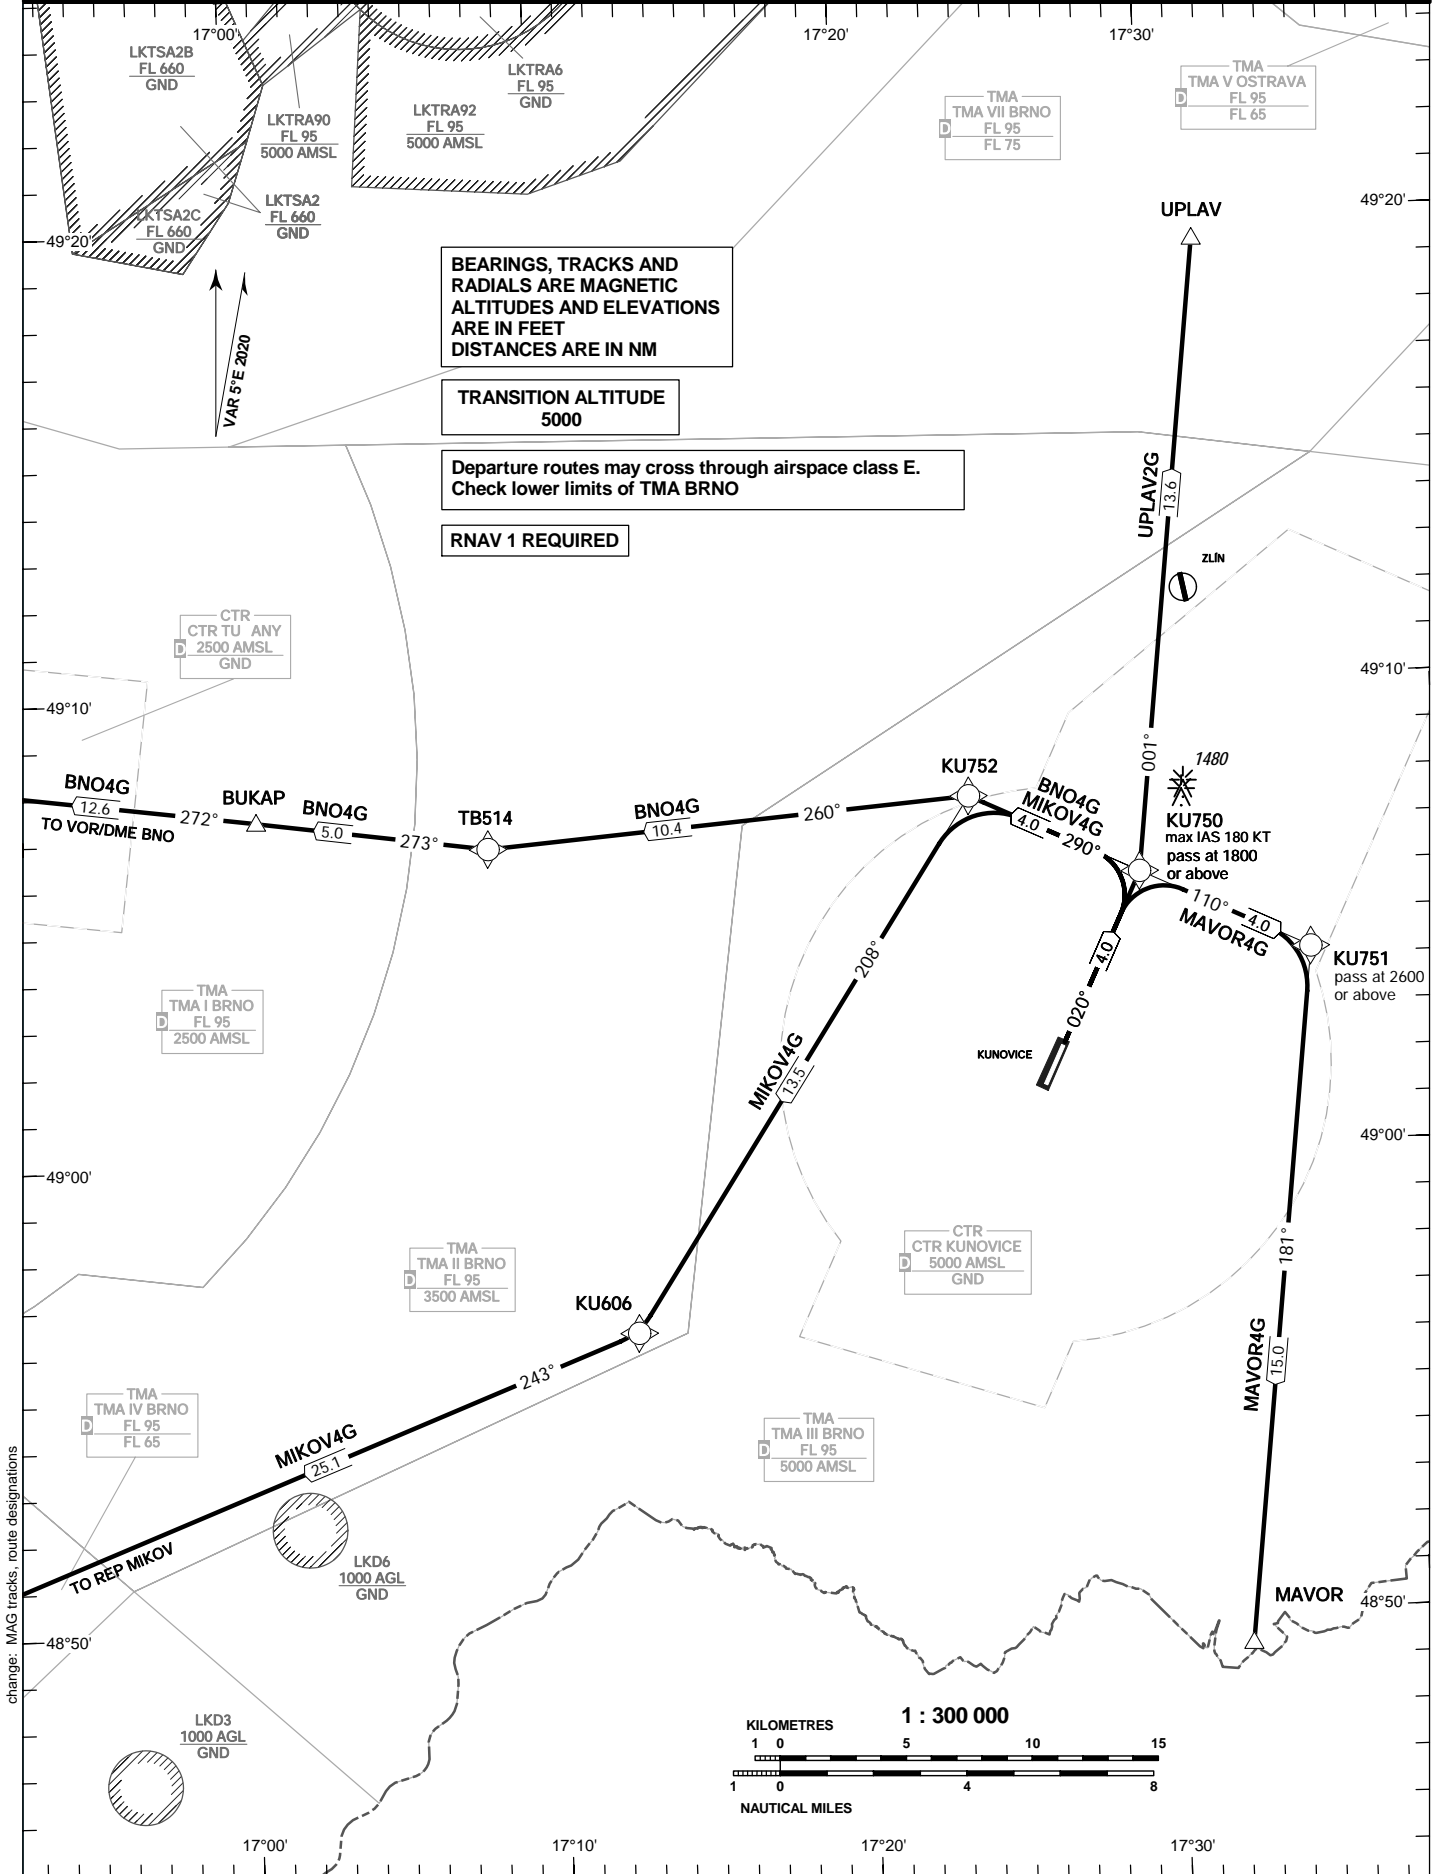 17°00'
17°20'
17°30'
LKTSA2B
FL 660
GND
LKTRA90
FL 95
5000 AMSL
LKTRA92
FL 95
5000 AMSL
LKTRA6
FL 95
GND
TMA
TMA VII BRNO
D
FL 95
FL 75
TMA
TMA V OSTRAVA
D
FL 95
FL 65
LKTSA2
FL 660
GND
LKTSA2C
FL 660
GND
49°20'
49°20'
UPLAV
VAR 5°E 2020
BEARINGS, TRACKS AND
RADIALS ARE MAGNETIC
ALTITUDES AND ELEVATIONS
ARE IN FEET
DISTANCES ARE IN NM
TRANSITION ALTITUDE
5000
Departure routes may cross through airspace class E.
Check lower limits of TMA BRNO
RNAV 1 REQUIRED
UPLAV2G
13.6
ZLÍN
CTR
CTR TU ANY
D
2500 AMSL
GND
49°10'
49°10'
001°
1480
BNO4G
12.6
TO VOR/DME BNO
272°
BUKAP
BNO4G
5.0
273°
TB514
BNO4G
10.4
260°
KU752
BNO4G
MIKOV4G
4.0
290°
KU750
max IAS 180 KT
pass at 1800
or above
110°
4.0
MAVOR4G
KU751
pass at 2600
or above
4.0
020°
KUNOVICE
208°
MIKOV4G
13.5
TMA
TMA I BRNO
D
FL 95
2500 AMSL
49°00'
49°00'
CTR
CTR KUNOVICE
D
5000 AMSL
GND
181°
MAVOR4G
15.0
TMA
TMA II BRNO
D
FL 95
3500 AMSL
KU606
243°
MIKOV4G
25.1
TO REP MIKOV
TMA
TMA IV BRNO
D
FL 95
FL 65
TMA
TMA III BRNO
D
FL 95
5000 AMSL
LKD6
1000 AGL
GND
MAVOR
48°50'
48°50'
LKD3
1000 AGL
GND
change: MAG tracks, route designations
1 : 300 000
KILOMETRES
1 0 5 10 15
1 0 4 8
NAUTICAL MILES
17°00'
17°10'
17°20'
17°30'